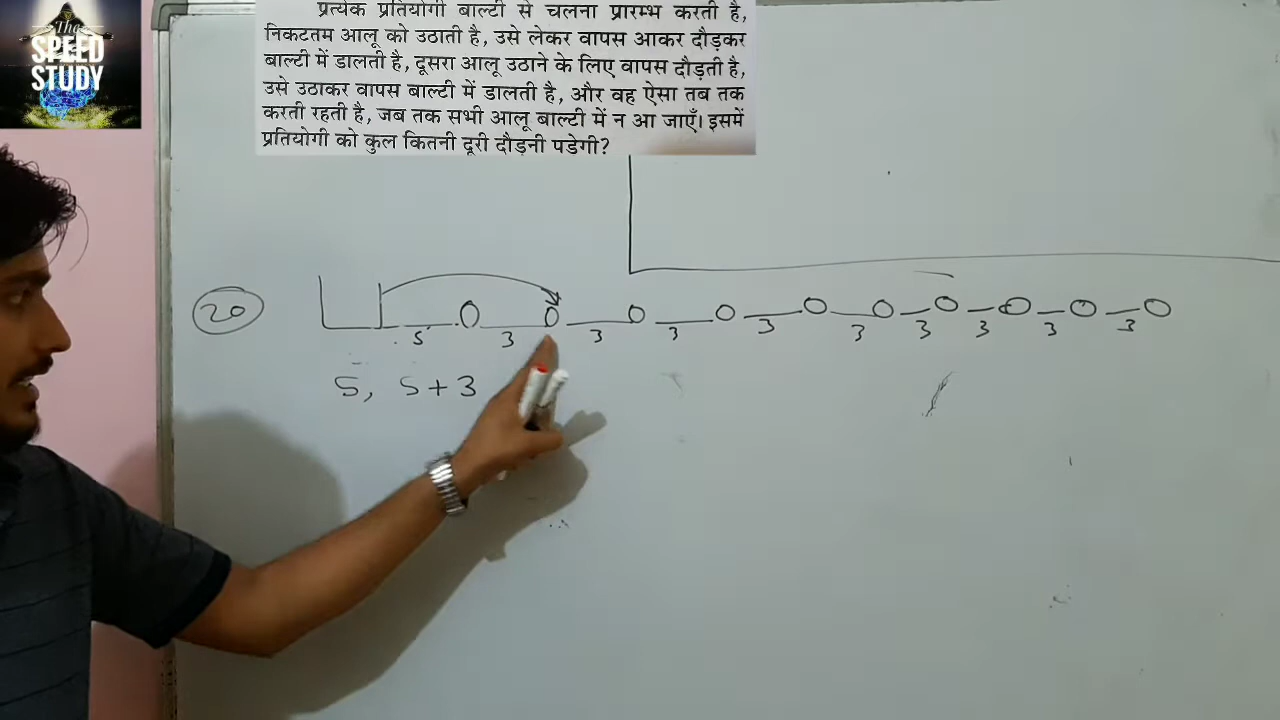 The
SPEED
STUDY
प्रत्येक प्रतियोगी बाल्टी से चलना प्रारम्भ करती है,
निकटतम आलू को उठाती है, उसे लेकर वापस आकर दौड़कर
बाल्टी में डालती है, दूसरा आलू उठाने के लिए वापस दौड़ती है,
उसे उठाकर वापस बाल्टी में डालती है, और वह ऐसा तब तक
करती रहती है, जब तक सभी आलू बाल्टी में न आ जाएँ। इसमें
प्रतियोगी को कुल कितनी दूरी दौड़नी पडेगी?
20
5 3 3 3 3 3 3 3 3 3
5, 5+3